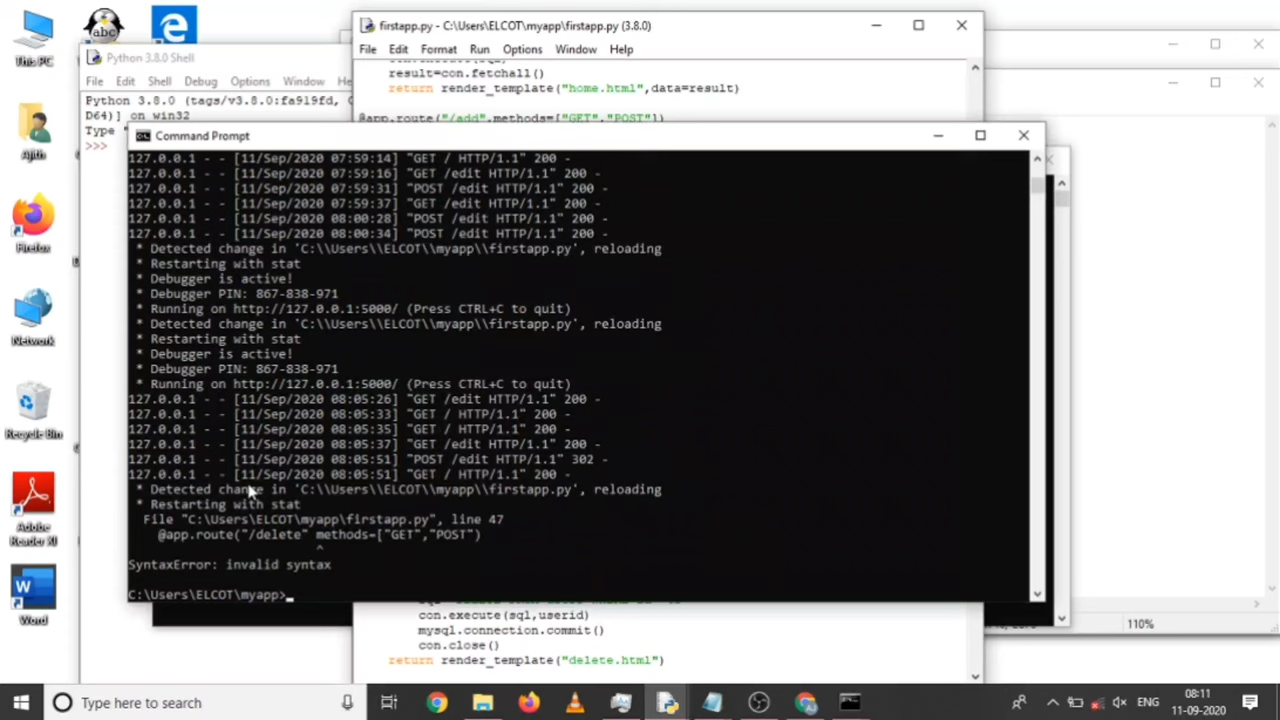 This PC
abc
Ajith
Firefox
Network
Recycle Bin
Adobe
Reader XI
Word
Python 3.8.0 Shell
File Edit Shell Debug Options Window
Python 3.8.0 (tags/v3.8.0:fa919fd,
D64)] on win32
Type
>>>
firstapp.py - C:\Users\ELCOT\myapp\firstapp.py (3.8.0)
File Edit Format Run Options Window Help
result=con.fetchall()
return render_template("home.html",data=result)
@app.route("/add",methods=["GET","POST"])
Command Prompt
127.0.0.1 - - [11/Sep/2020 07:59:14] "GET / HTTP/1.1" 200 -
127.0.0.1 - - [11/Sep/2020 07:59:16] "GET /edit HTTP/1.1" 200 -
127.0.0.1 - - [11/Sep/2020 07:59:31] "POST /edit HTTP/1.1" 200 -
127.0.0.1 - - [11/Sep/2020 07:59:37] "GET /edit HTTP/1.1" 200 -
127.0.0.1 - - [11/Sep/2020 08:00:28] "POST /edit HTTP/1.1" 200 -
127.0.0.1 - - [11/Sep/2020 08:00:34] "POST /edit HTTP/1.1" 200 -
* Detected change in 'C:\\Users\\ELCOT\\myapp\\firstapp.py', reloading
* Restarting with stat
* Debugger is active!
* Debugger PIN: 867-838-971
* Running on http://127.0.0.1:5000/ (Press CTRL+C to quit)
* Detected change in 'C:\\Users\\ELCOT\\myapp\\firstapp.py', reloading
* Restarting with stat
* Debugger is active!
* Debugger PIN: 867-838-971
* Running on http://127.0.0.1:5000/ (Press CTRL+C to quit)
127.0.0.1 - - [11/Sep/2020 08:05:26] "GET /edit HTTP/1.1" 200 -
127.0.0.1 - - [11/Sep/2020 08:05:33] "GET / HTTP/1.1" 200 -
127.0.0.1 - - [11/Sep/2020 08:05:35] "GET / HTTP/1.1" 200 -
127.0.0.1 - - [11/Sep/2020 08:05:37] "GET /edit HTTP/1.1" 200 -
127.0.0.1 - - [11/Sep/2020 08:05:51] "POST /edit HTTP/1.1" 302 -
127.0.0.1 - - [11/Sep/2020 08:05:51] "GET / HTTP/1.1" 200 -
* Detected change in 'C:\\Users\\ELCOT\\myapp\\firstapp.py', reloading
* Restarting with stat
File "C:\Users\ELCOT\myapp\firstapp.py", line 47
@app.route("/delete" methods=["GET","POST")
^
SyntaxError: invalid syntax
C:\Users\ELCOT\myapp>
con.execute(sql,userid)
mysql.connection.commit()
con.close()
return render_template("delete.html")
110%
Type here to search
ENG
08:11
11-09-2020